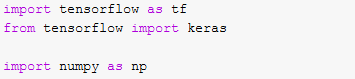 import tensorflow as tf
from tensorflow import keras
import numpy as np